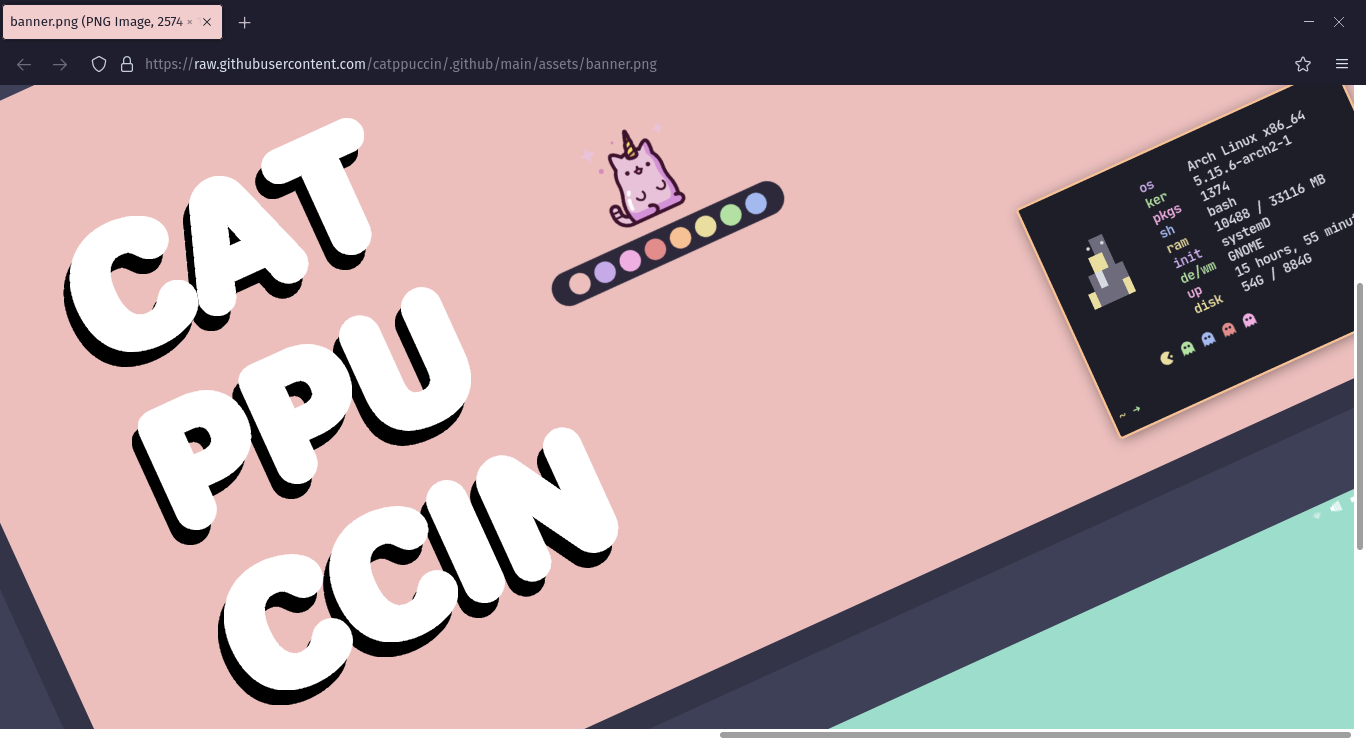 banner.png (PNG Image, 2574 ×
https://raw.githubusercontent.com/catppuccin/.github/main/assets/banner.png
CAT
PPU
CCIN
os Arch Linux x86_64
ker 5.15.6-arch2-1
pkgs 1374
sh bash
ram 10488 / 33116 MB
init systemD
de/wm GNOME
up 15 hours, 55 minu
disk 54G / 884G
~ →